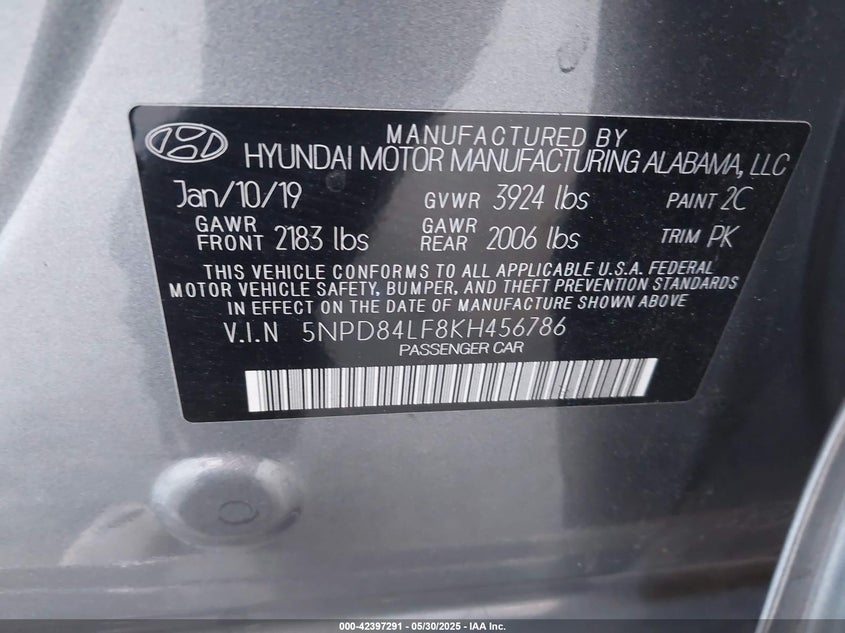 MANUFACTURED BY
HYUNDAI MOTOR MANUFACTURING ALABAMA, LLC
Jan/10/19 GVWR 3924 lbs PAINT 2C
GAWR FRONT 2183 lbs GAWR REAR 2006 lbs TRIM PK
THIS VEHICLE CONFORMS TO ALL APPLICABLE U.S.A. FEDERAL
MOTOR VEHICLE SAFETY, BUMPER, AND THEFT PREVENTION STANDARDS
IN EFFECT ON THE DATE OF MANUFACTURE SHOWN ABOVE
V.I.N 5NPD84LF8KH456786
PASSENGER CAR
000-42397291 | 05/30/2025 - IAA Inc.